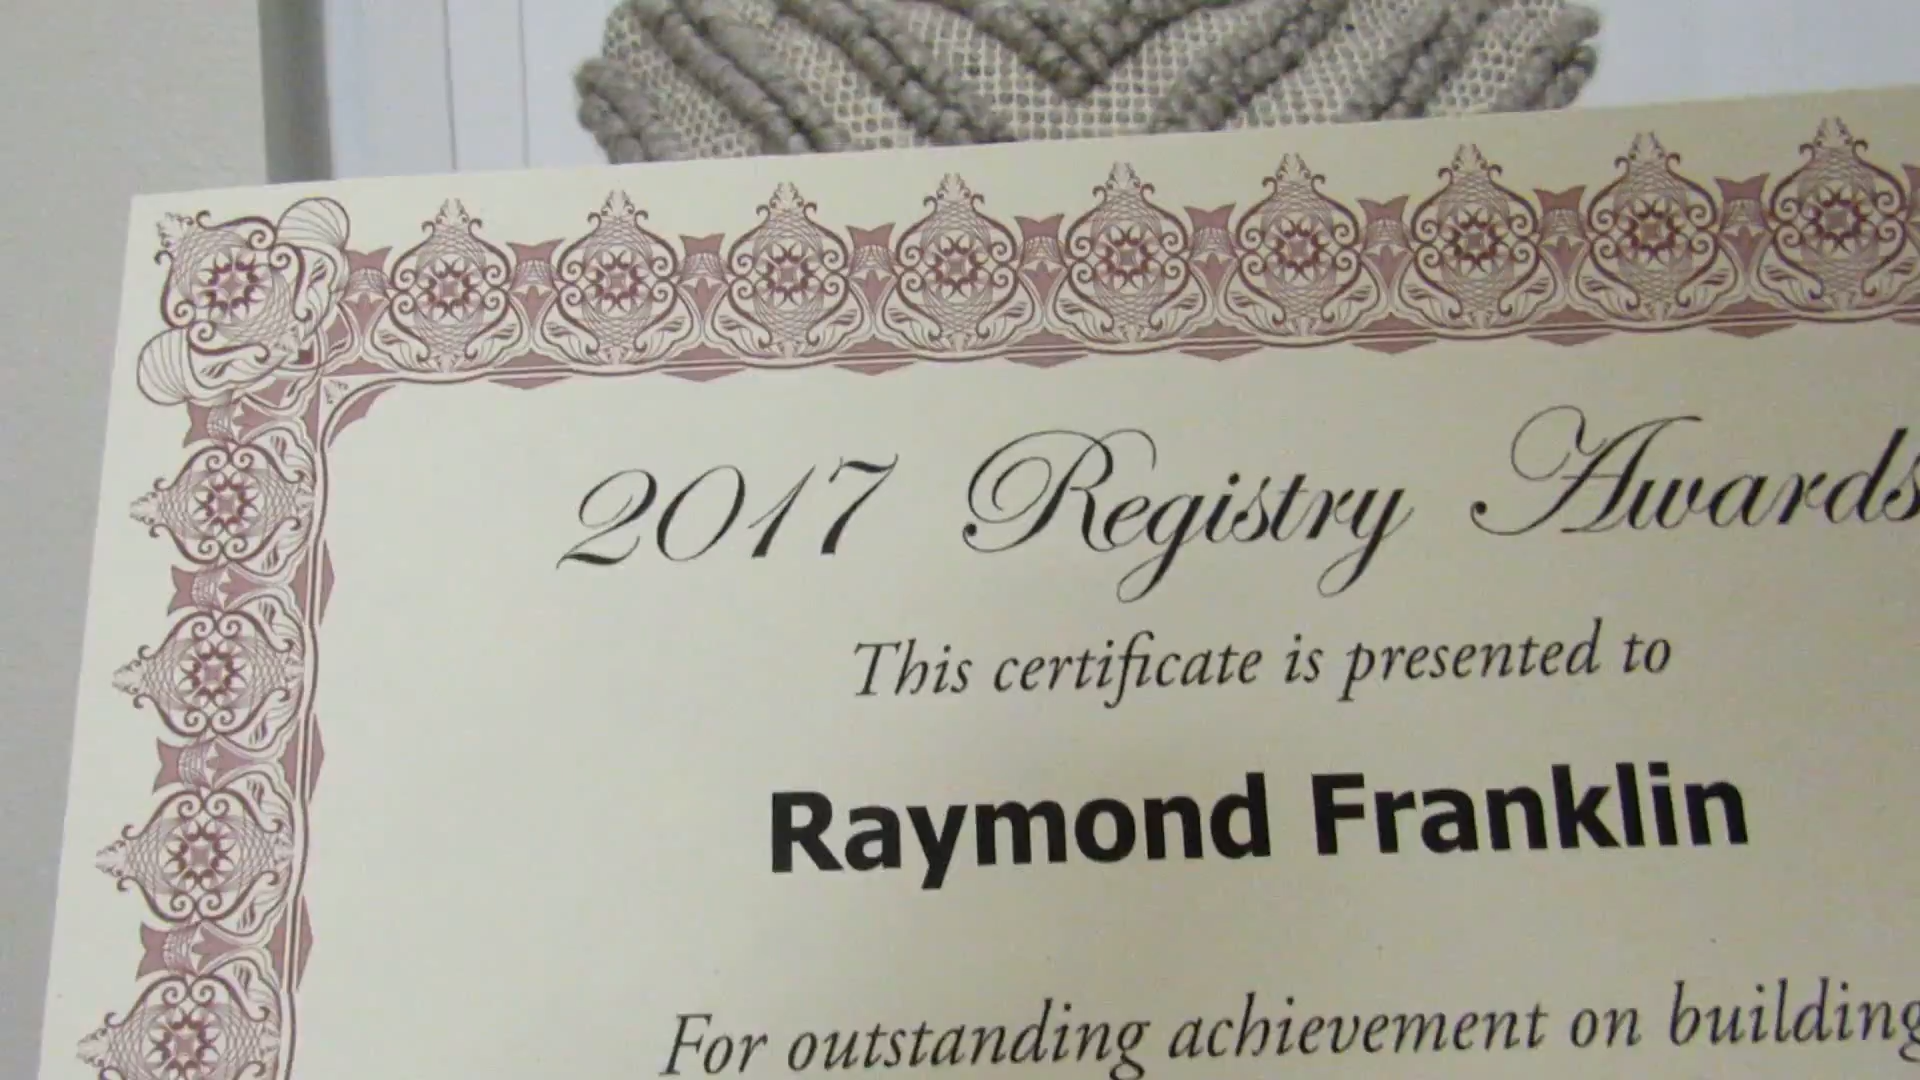 2017 Registry Awards
This certificate is presented to
Raymond Franklin
For outstanding achievement on building